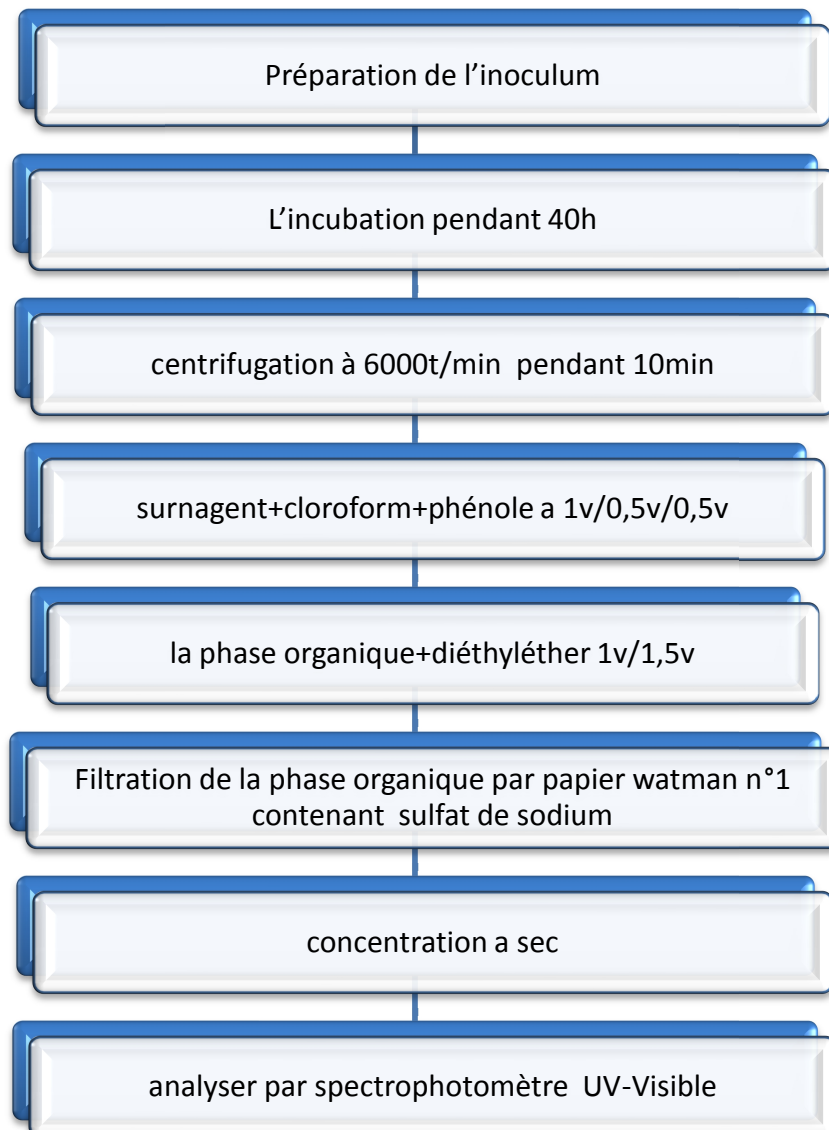 Préparation de l’inoculum
L’incubation pendant 40h
centrifugation à 6000t/min pendant 10min
surnagent+cloroform+phénole a 1v/0,5v/0,5v
la phase organique+diéthyléther 1v/1,5v
Filtration de la phase organique par papier watman n°1
contenant sulfat de sodium
concentration a sec
analyser par spectrophotomètre UV-Visible